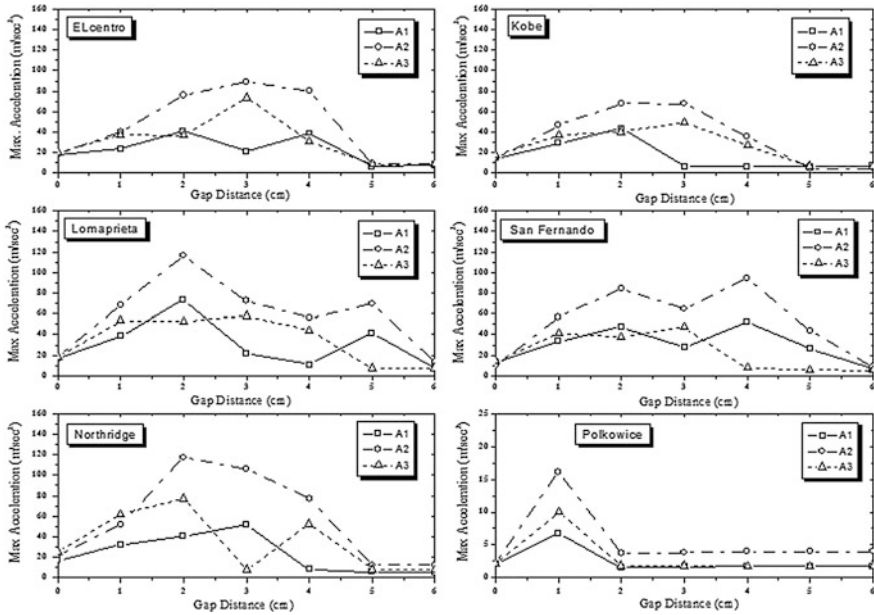 ELcentro
A1
A2
A3
Max. Acceleration (m/sec²)
160
140
120
100
80
60
40
20
0
0 1 2 3 4 5 6
Gap Distance (cm)
Kobe
A1
A2
A3
Max Acceleration (m/sec²)
160
140
120
100
80
60
40
20
0
0 1 2 3 4 5 6
Gap Distance (cm)
Lomaprieta
A1
A2
A3
Max Acceleration (m/sec²)
160
140
120
100
80
60
40
20
0
0 1 2 3 4 5 6
Gap Distance (cm)
San Fernando
A1
A2
A3
Max Acceleration (m/sec²)
160
140
120
100
80
60
40
20
0
0 1 2 3 4 5 6
Gap Distance (cm)
Northridge
A1
A2
A3
Max Acceleration (m/sec²)
160
140
120
100
80
60
40
20
0
0 1 2 3 4 5 6
Gap Distance (cm)
Polkowice
A1
A2
A3
Max Acceleration (m/sec²)
25
20
15
10
5
0
0 1 2 3 4 5 6
Gap Distance (cm)